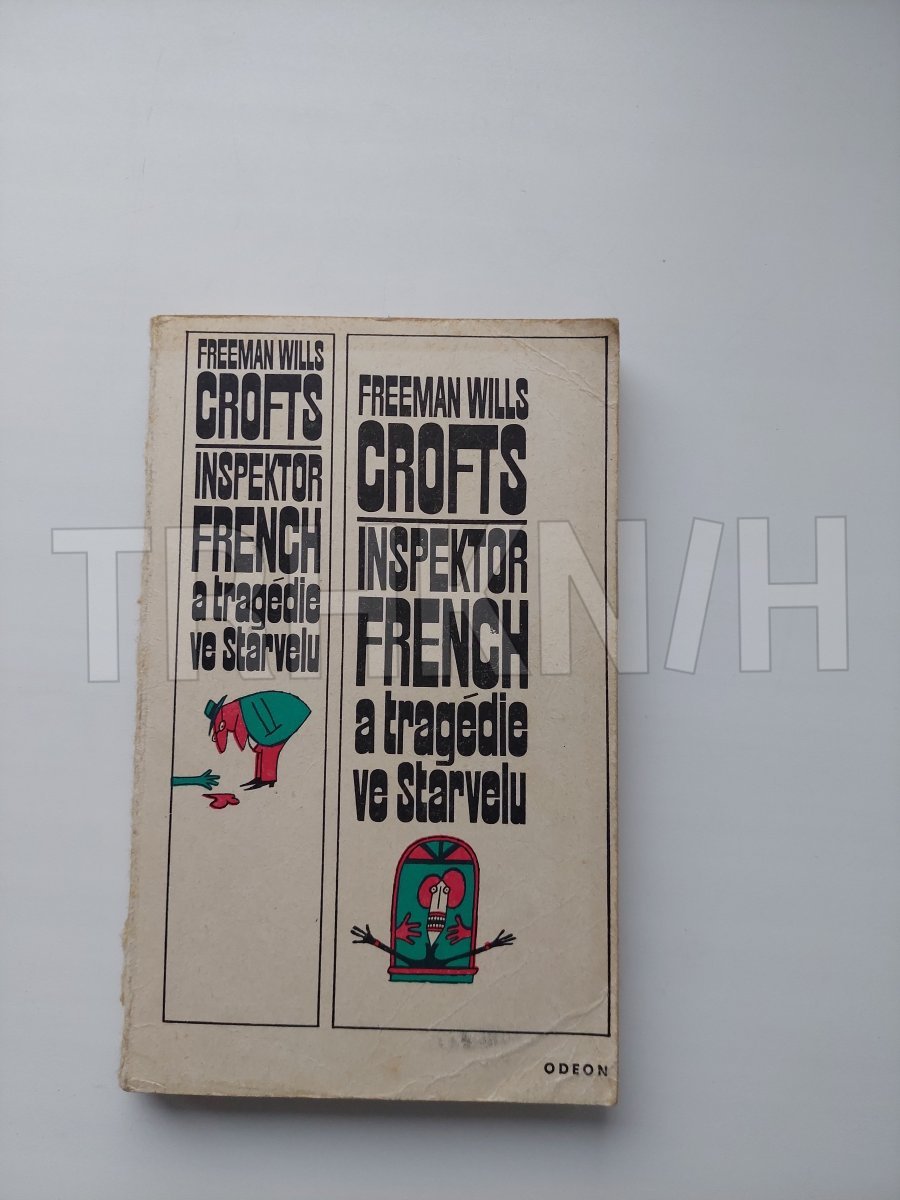 FREEMAN WILLS
CROFTS
INSPEKTOR
FRENCH
a tragédie
ve Starvelu
FREEMAN WILLS
CROFTS
INSPEKTOR
FRENCH
a tragédie
ve Starvelu
ODEON